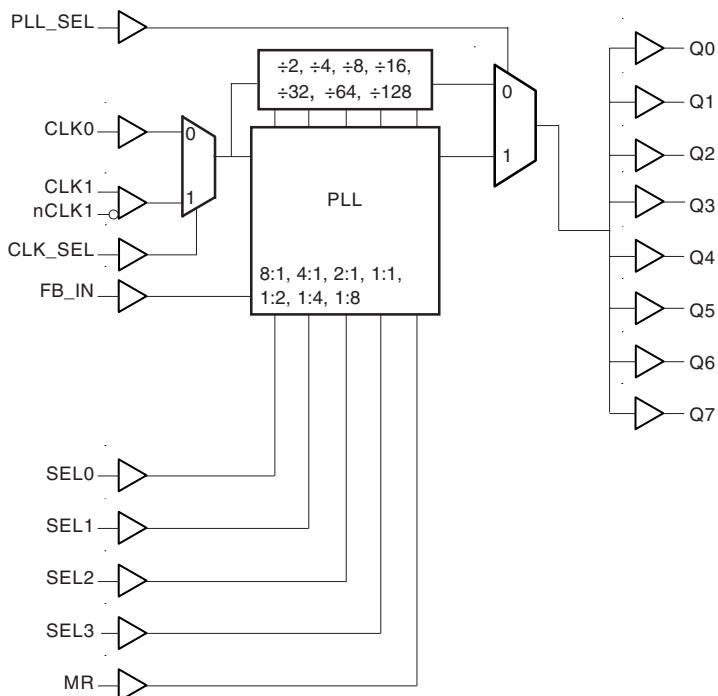 PLL_SEL
÷2, ÷4, ÷8, ÷16,
÷32, ÷64, ÷128
0
1
CLK0
0
CLK1
nCLK1
1
CLK_SEL
FB_IN
PLL
8:1, 4:1, 2:1, 1:1,
1:2, 1:4, 1:8
SEL0
SEL1
SEL2
SEL3
MR
Q0
Q1
Q2
Q3
Q4
Q5
Q6
Q7